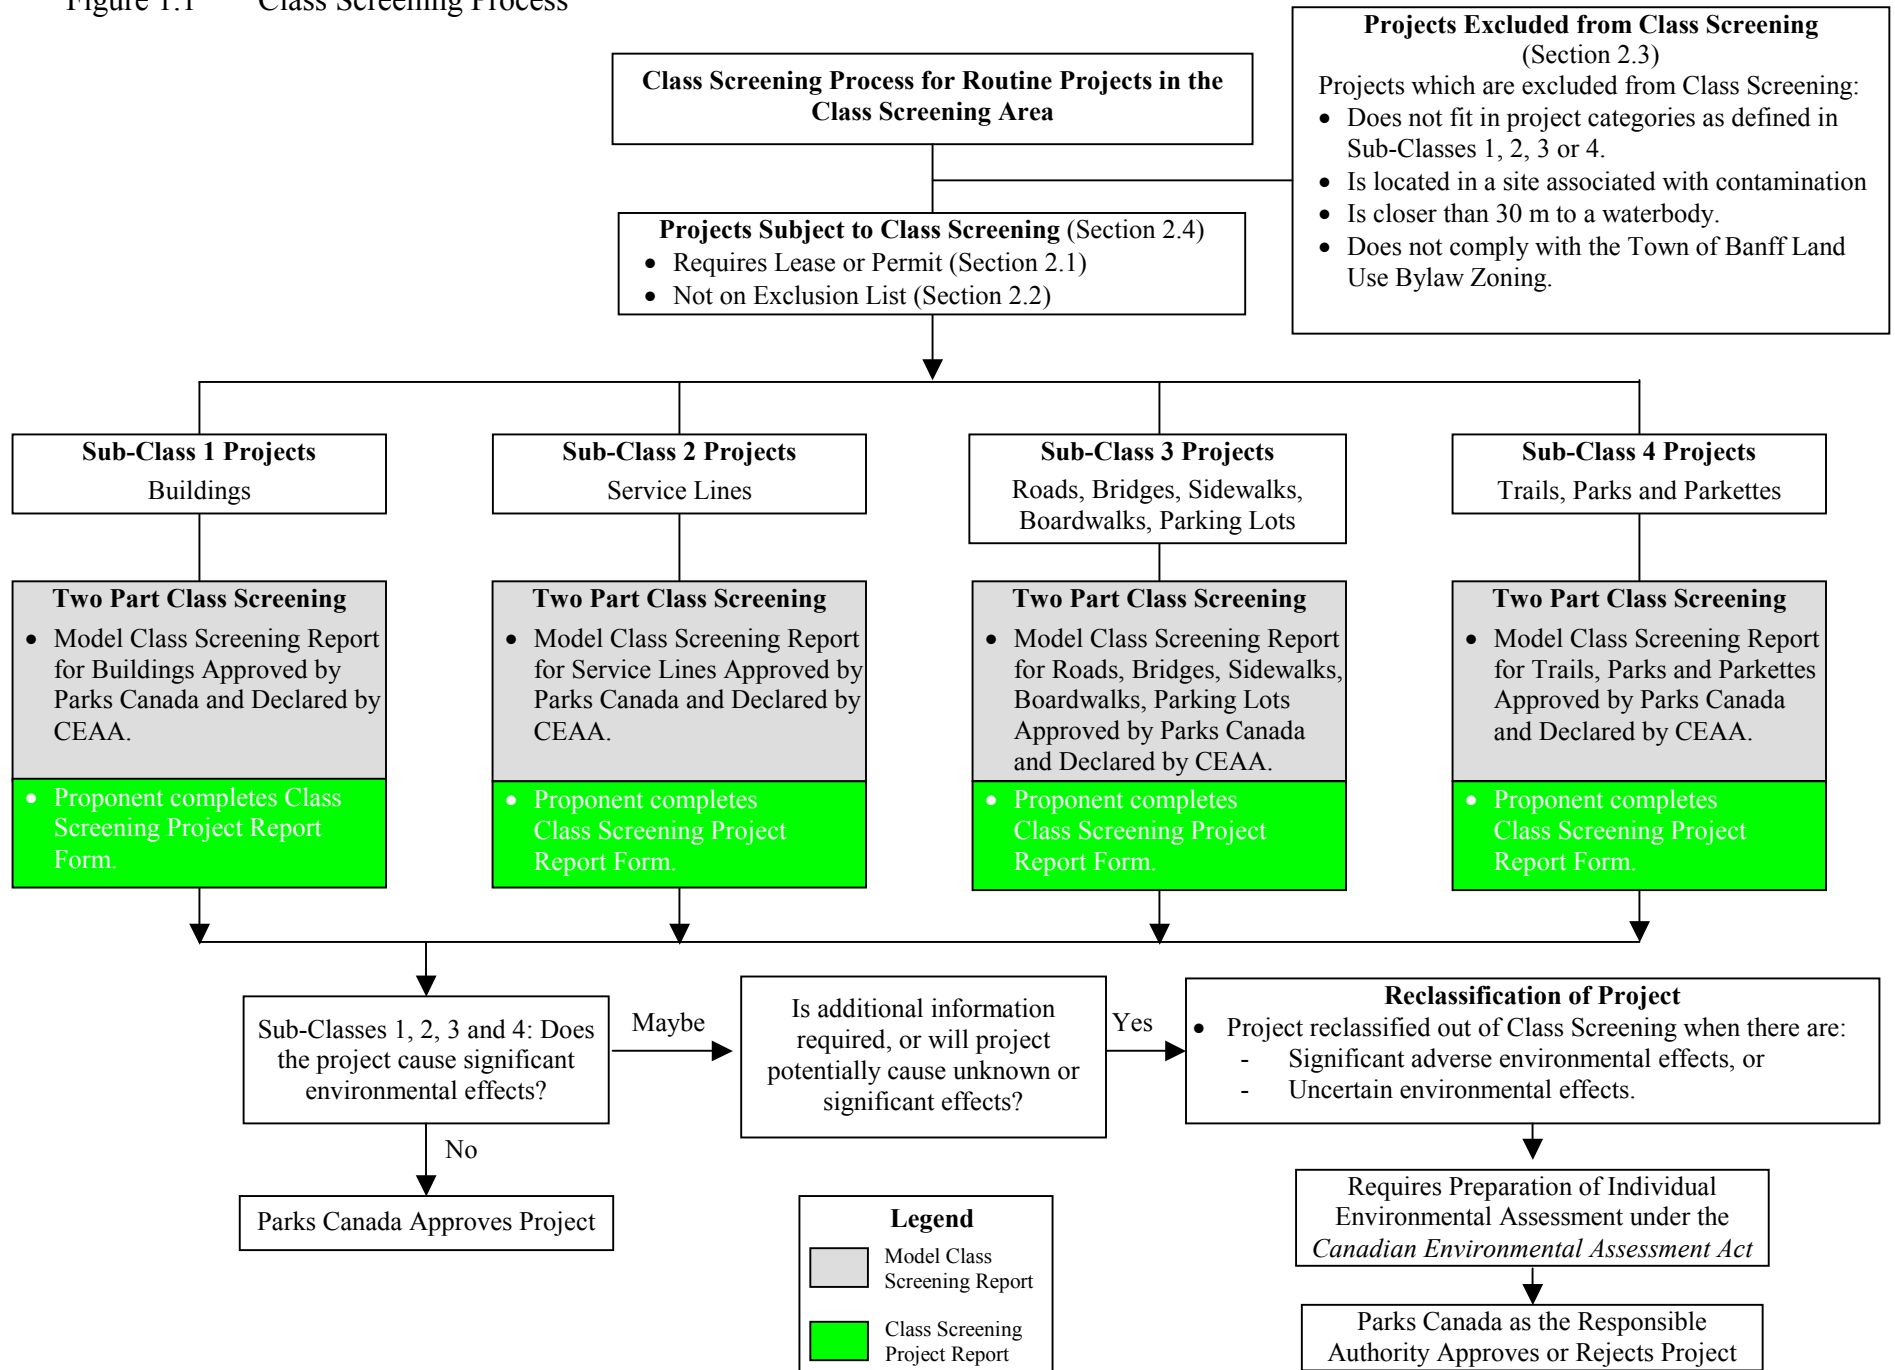 Figure 1.1 Class Screening Process
Class Screening Process for Routine Projects in the
Class Screening Area
Projects Excluded from Class Screening
(Section 2.3)
Projects which are excluded from Class Screening:
• Does not fit in project categories as defined in
Sub-Classes 1, 2, 3 or 4.
• Is located in a site associated with contamination
• Is closer than 30 m to a waterbody.
• Does not comply with the Town of Banff Land
Use Bylaw Zoning.
Projects Subject to Class Screening (Section 2.4)
• Requires Lease or Permit (Section 2.1)
• Not on Exclusion List (Section 2.2)
Sub-Class 1 Projects
Buildings
Sub-Class 2 Projects
Service Lines
Sub-Class 3 Projects
Roads, Bridges, Sidewalks,
Boardwalks, Parking Lots
Sub-Class 4 Projects
Trails, Parks and Parkettes
Two Part Class Screening
• Model Class Screening Report
for Buildings Approved by
Parks Canada and Declared by
CEAA.
• Proponent completes Class
Screening Project Report
Form.
Two Part Class Screening
• Model Class Screening Report
for Service Lines Approved by
Parks Canada and Declared by
CEAA.
• Proponent completes
Class Screening Project
Report Form.
Two Part Class Screening
• Model Class Screening Report
for Roads, Bridges, Sidewalks,
Boardwalks, Parking Lots
Approved by Parks Canada
and Declared by CEAA.
• Proponent completes
Class Screening Project
Report Form.
Two Part Class Screening
• Model Class Screening Report
for Trails, Parks and Parkettes
Approved by Parks Canada
and Declared by CEAA.
• Proponent completes
Class Screening Project
Report Form.
Sub-Classes 1, 2, 3 and 4: Does
the project cause significant
environmental effects?
Maybe
Is additional information
required, or will project
potentially cause unknown or
significant effects?
Yes
Reclassification of Project
• Project reclassified out of Class Screening when there are:
- Significant adverse environmental effects, or
- Uncertain environmental effects.
No
Parks Canada Approves Project
Requires Preparation of Individual
Environmental Assessment under the
Canadian Environmental Assessment Act
Parks Canada as the Responsible
Authority Approves or Rejects Project
Legend
Model Class
Screening Report
Class Screening
Project Report